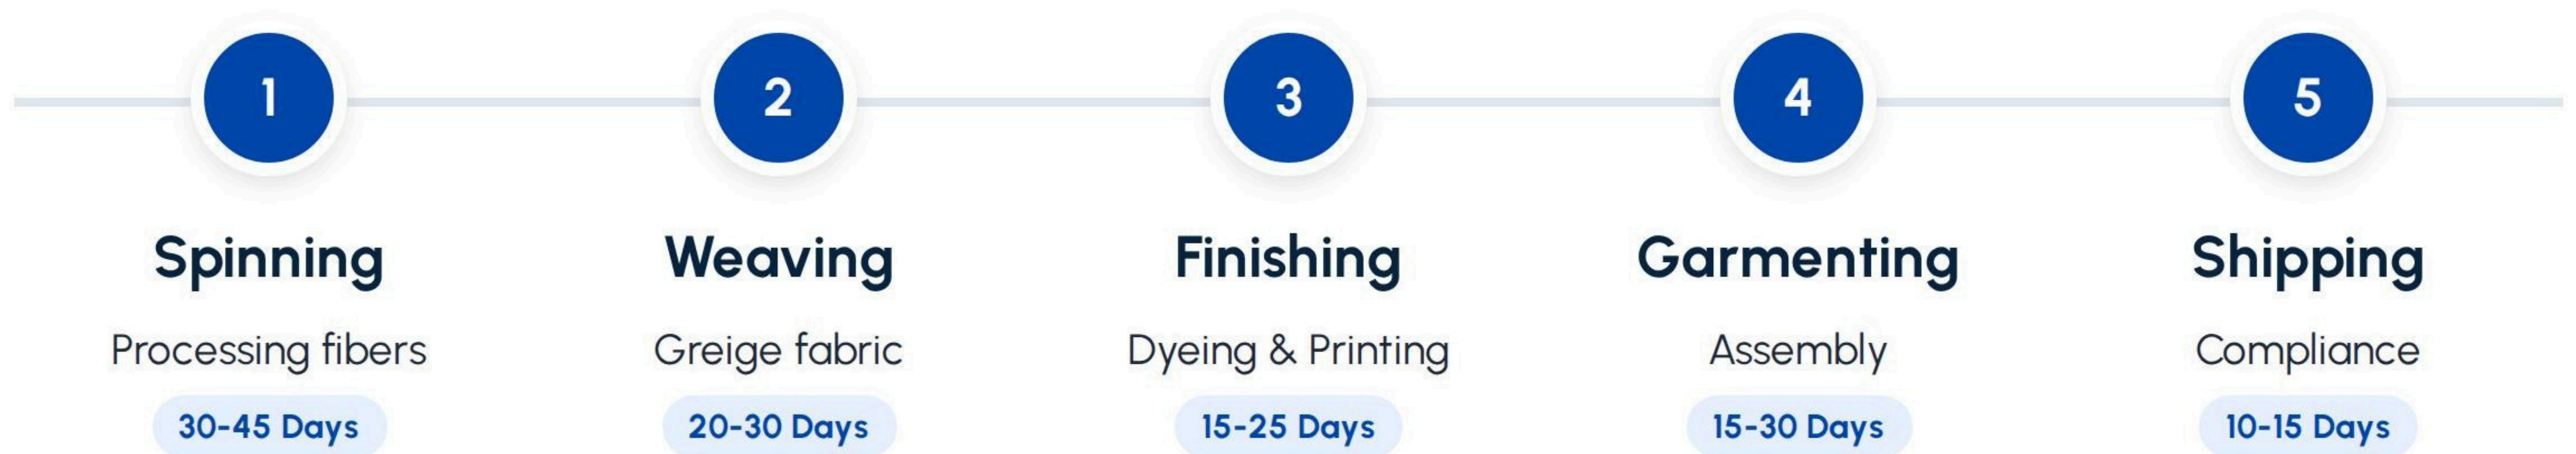 1
2
3
4
5
Spinning
Weaving
Finishing
Garmenting
Shipping
Processing fibers
Greige fabric
Dyeing & Printing
Assembly
Compliance
30-45 Days
20-30 Days
15-25 Days
15-30 Days
10-15 Days